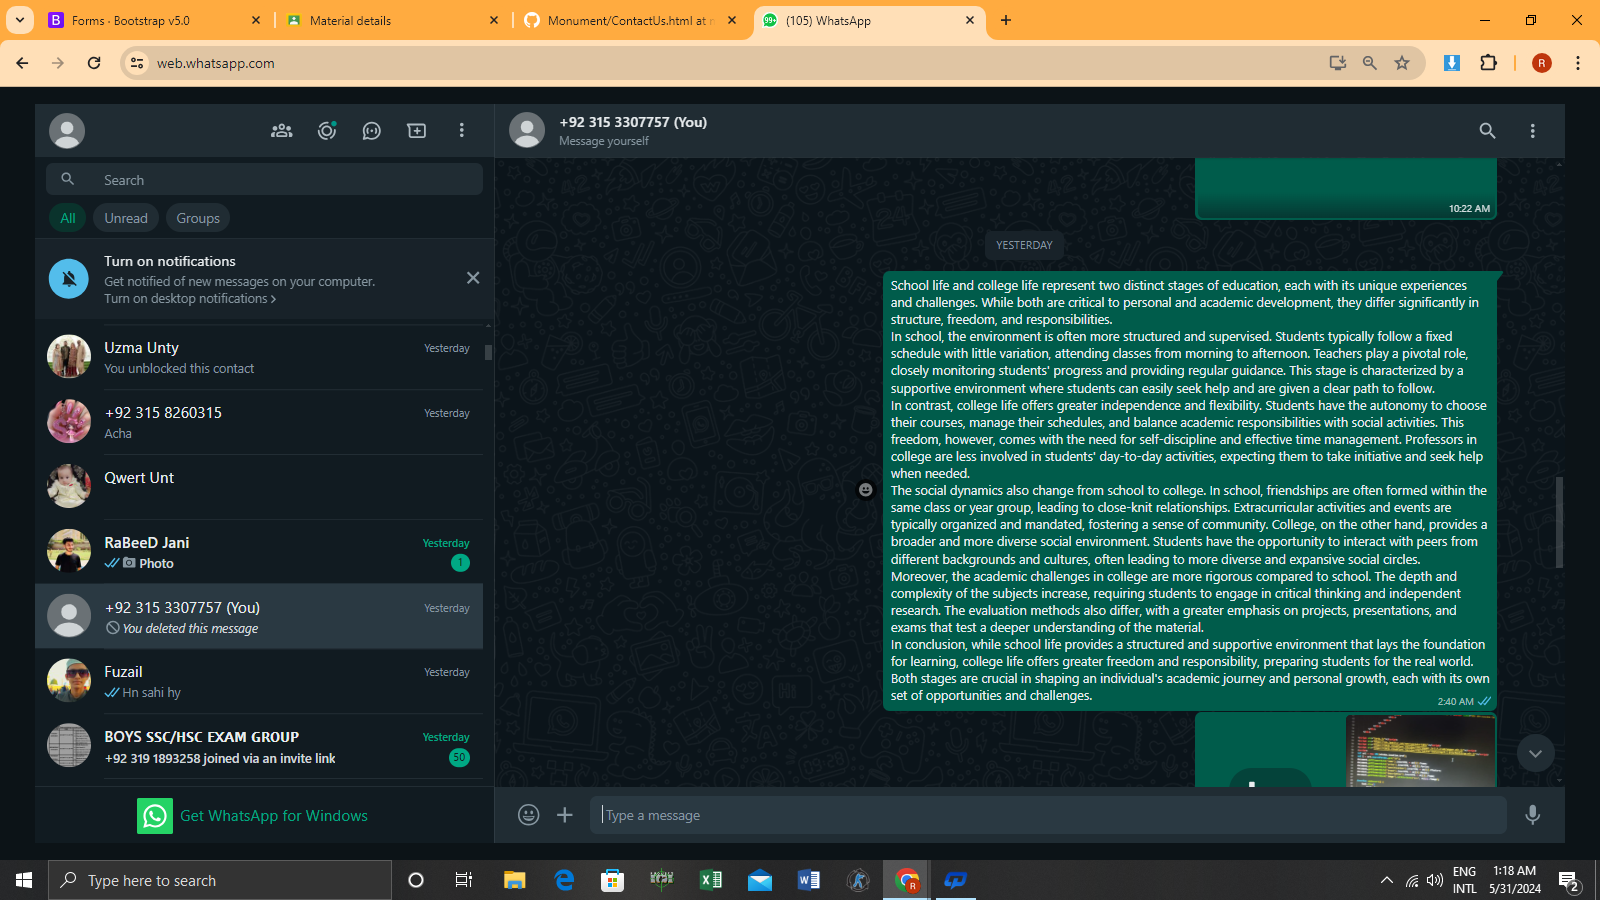 Forms · Bootstrap v5.0
Material details
Monument/ContactUs.html at m
99+
(105) WhatsApp
web.whatsapp.com
R
+92 315 3307757 (You)
Message yourself
Search
All
Unread
Groups
Turn on notifications
Get notified of new messages on your computer.
Turn on desktop notifications >
Uzma Unty
Yesterday
You unblocked this contact
+92 315 8260315
Yesterday
Acha
Qwert Unt
RaBeeD Jani
Yesterday
Photo
1
+92 315 3307757 (You)
Yesterday
You deleted this message
Fuzail
Yesterday
Hn sahi hy
BOYS SSC/HSC EXAM GROUP
Yesterday
+92 319 1893258 joined via an invite link
50
Get WhatsApp for Windows
10:22 AM
YESTERDAY
School life and college life represent two distinct stages of education, each with its unique experiences
and challenges. While both are critical to personal and academic development, they differ significantly in
structure, freedom, and responsibilities.
In school, the environment is often more structured and supervised. Students typically follow a fixed
schedule with little variation, attending classes from morning to afternoon. Teachers play a pivotal role,
closely monitoring students' progress and providing regular guidance. This stage is characterized by a
supportive environment where students can easily seek help and are given a clear path to follow.
In contrast, college life offers greater independence and flexibility. Students have the autonomy to choose
their courses, manage their schedules, and balance academic responsibilities with social activities. This
freedom, however, comes with the need for self-discipline and effective time management. Professors in
college are less involved in students' day-to-day activities, expecting them to take initiative and seek help
when needed.
The social dynamics also change from school to college. In school, friendships are often formed within the
same class or year group, leading to close-knit relationships. Extracurricular activities and events are
typically organized and mandated, fostering a sense of community. College, on the other hand, provides a
broader and more diverse social environment. Students have the opportunity to interact with peers from
different backgrounds and cultures, often leading to more diverse and expansive social circles.
Moreover, the academic challenges in college are more rigorous compared to school. The depth and
complexity of the subjects increase, requiring students to engage in critical thinking and independent
research. The evaluation methods also differ, with a greater emphasis on projects, presentations, and
exams that test a deeper understanding of the material.
In conclusion, while school life provides a structured and supportive environment that lays the foundation
for learning, college life offers greater freedom and responsibility, preparing students for the real world.
Both stages are crucial in shaping an individual's academic journey and personal growth, each with its own
set of opportunities and challenges.
2:40 AM
Type a message
Type here to search
ENG
INTL
1:18 AM
5/31/2024
2